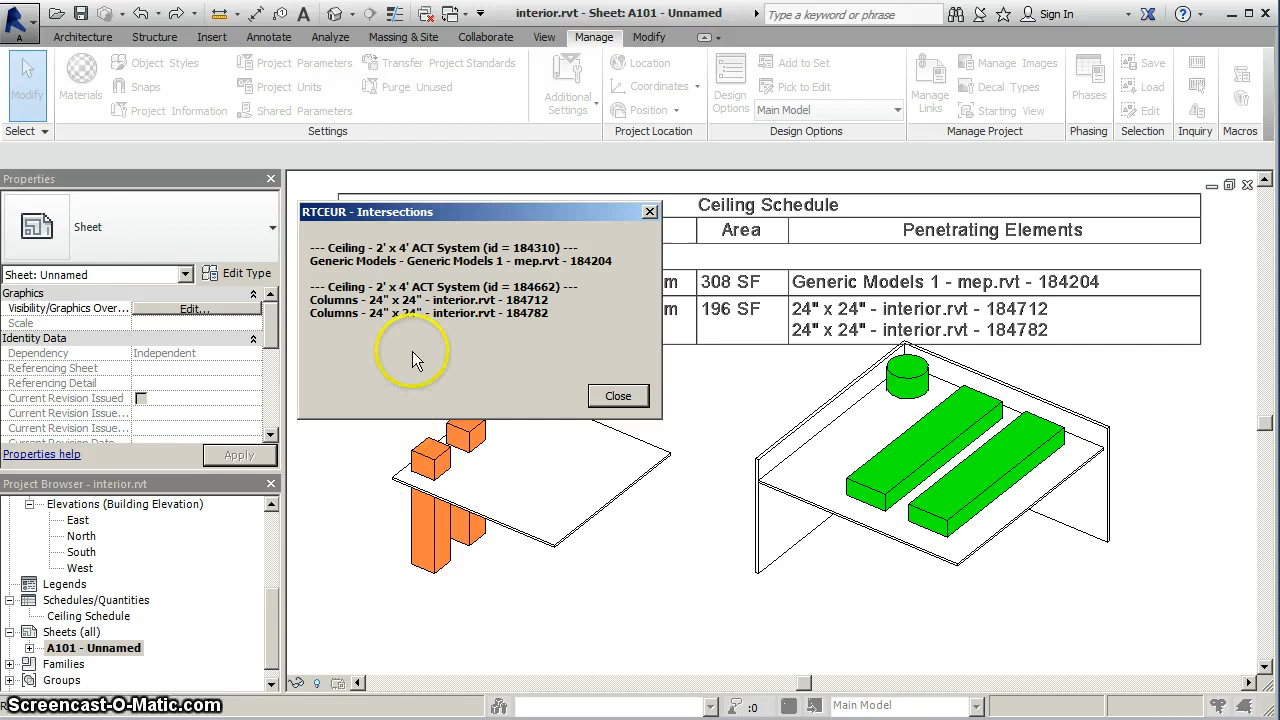 interior.rvt - Sheet: A101 - Unnamed
Type a keyword or phrase
Sign In
Architecture Structure Insert Annotate Analyze Massing & Site Collaborate View Manage Modify
Modify
Select
Materials
Object Styles
Snaps
Project Information
Project Parameters
Project Units
Shared Parameters
Transfer Project Standards
Purge Unused
Additional Settings
Settings
Location
Coordinates
Position
Project Location
Design Options
Add to Set
Pick to Edit
Main Model
Design Options
Manage Links
Manage Images
Decal Types
Starting View
Manage Project
Phases
Phasing
Save
Load
Edit
Selection
Inquiry
Macros
Properties
Sheet
Sheet: Unnamed
Edit Type
Graphics
Visibility/Graphics Over... Edit...
Scale
Identity Data
Dependency Independent
Referencing Sheet
Referencing Detail
Current Revision Issued
Current Revision Issue...
Current Revision Issue...
Properties help
Apply
Project Browser - interior.rvt
Elevations (Building Elevation)
East
North
South
West
Legends
Schedules/Quantities
Ceiling Schedule
Sheets (all)
A101 - Unnamed
Families
Groups
RTCEUR - Intersections
--- Ceiling - 2' x 4' ACT System (id = 184310) ---
Generic Models - Generic Models 1 - mep.rvt - 184204
--- Ceiling - 2' x 4' ACT System (id = 184662) ---
Columns - 24" x 24" - interior.rvt - 184712
Columns - 24" x 24" - interior.rvt - 184782
Close
Ceiling Schedule
Area Penetrating Elements
m 308 SF Generic Models 1 - mep.rvt - 184204
m 196 SF 24" x 24" - interior.rvt - 184712
24" x 24" - interior.rvt - 184782
Screencast-O-Matic.com
:0
Main Model